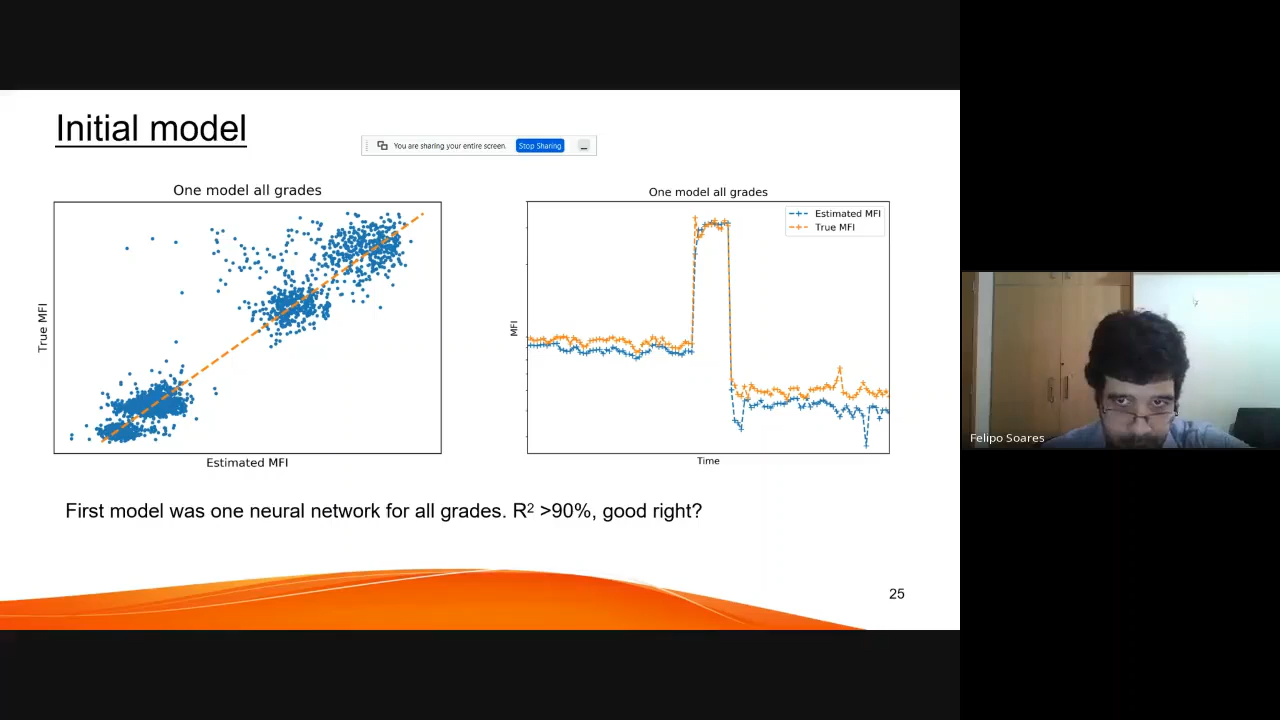 Initial model
You are sharing your entire screen.
Stop Sharing
One model all grades
True MFI
Estimated MFI
One model all grades
Estimated MFI
True MFI
MFI
Time
First model was one neural network for all grades. R² >90%, good right?
25
Felipo Soares